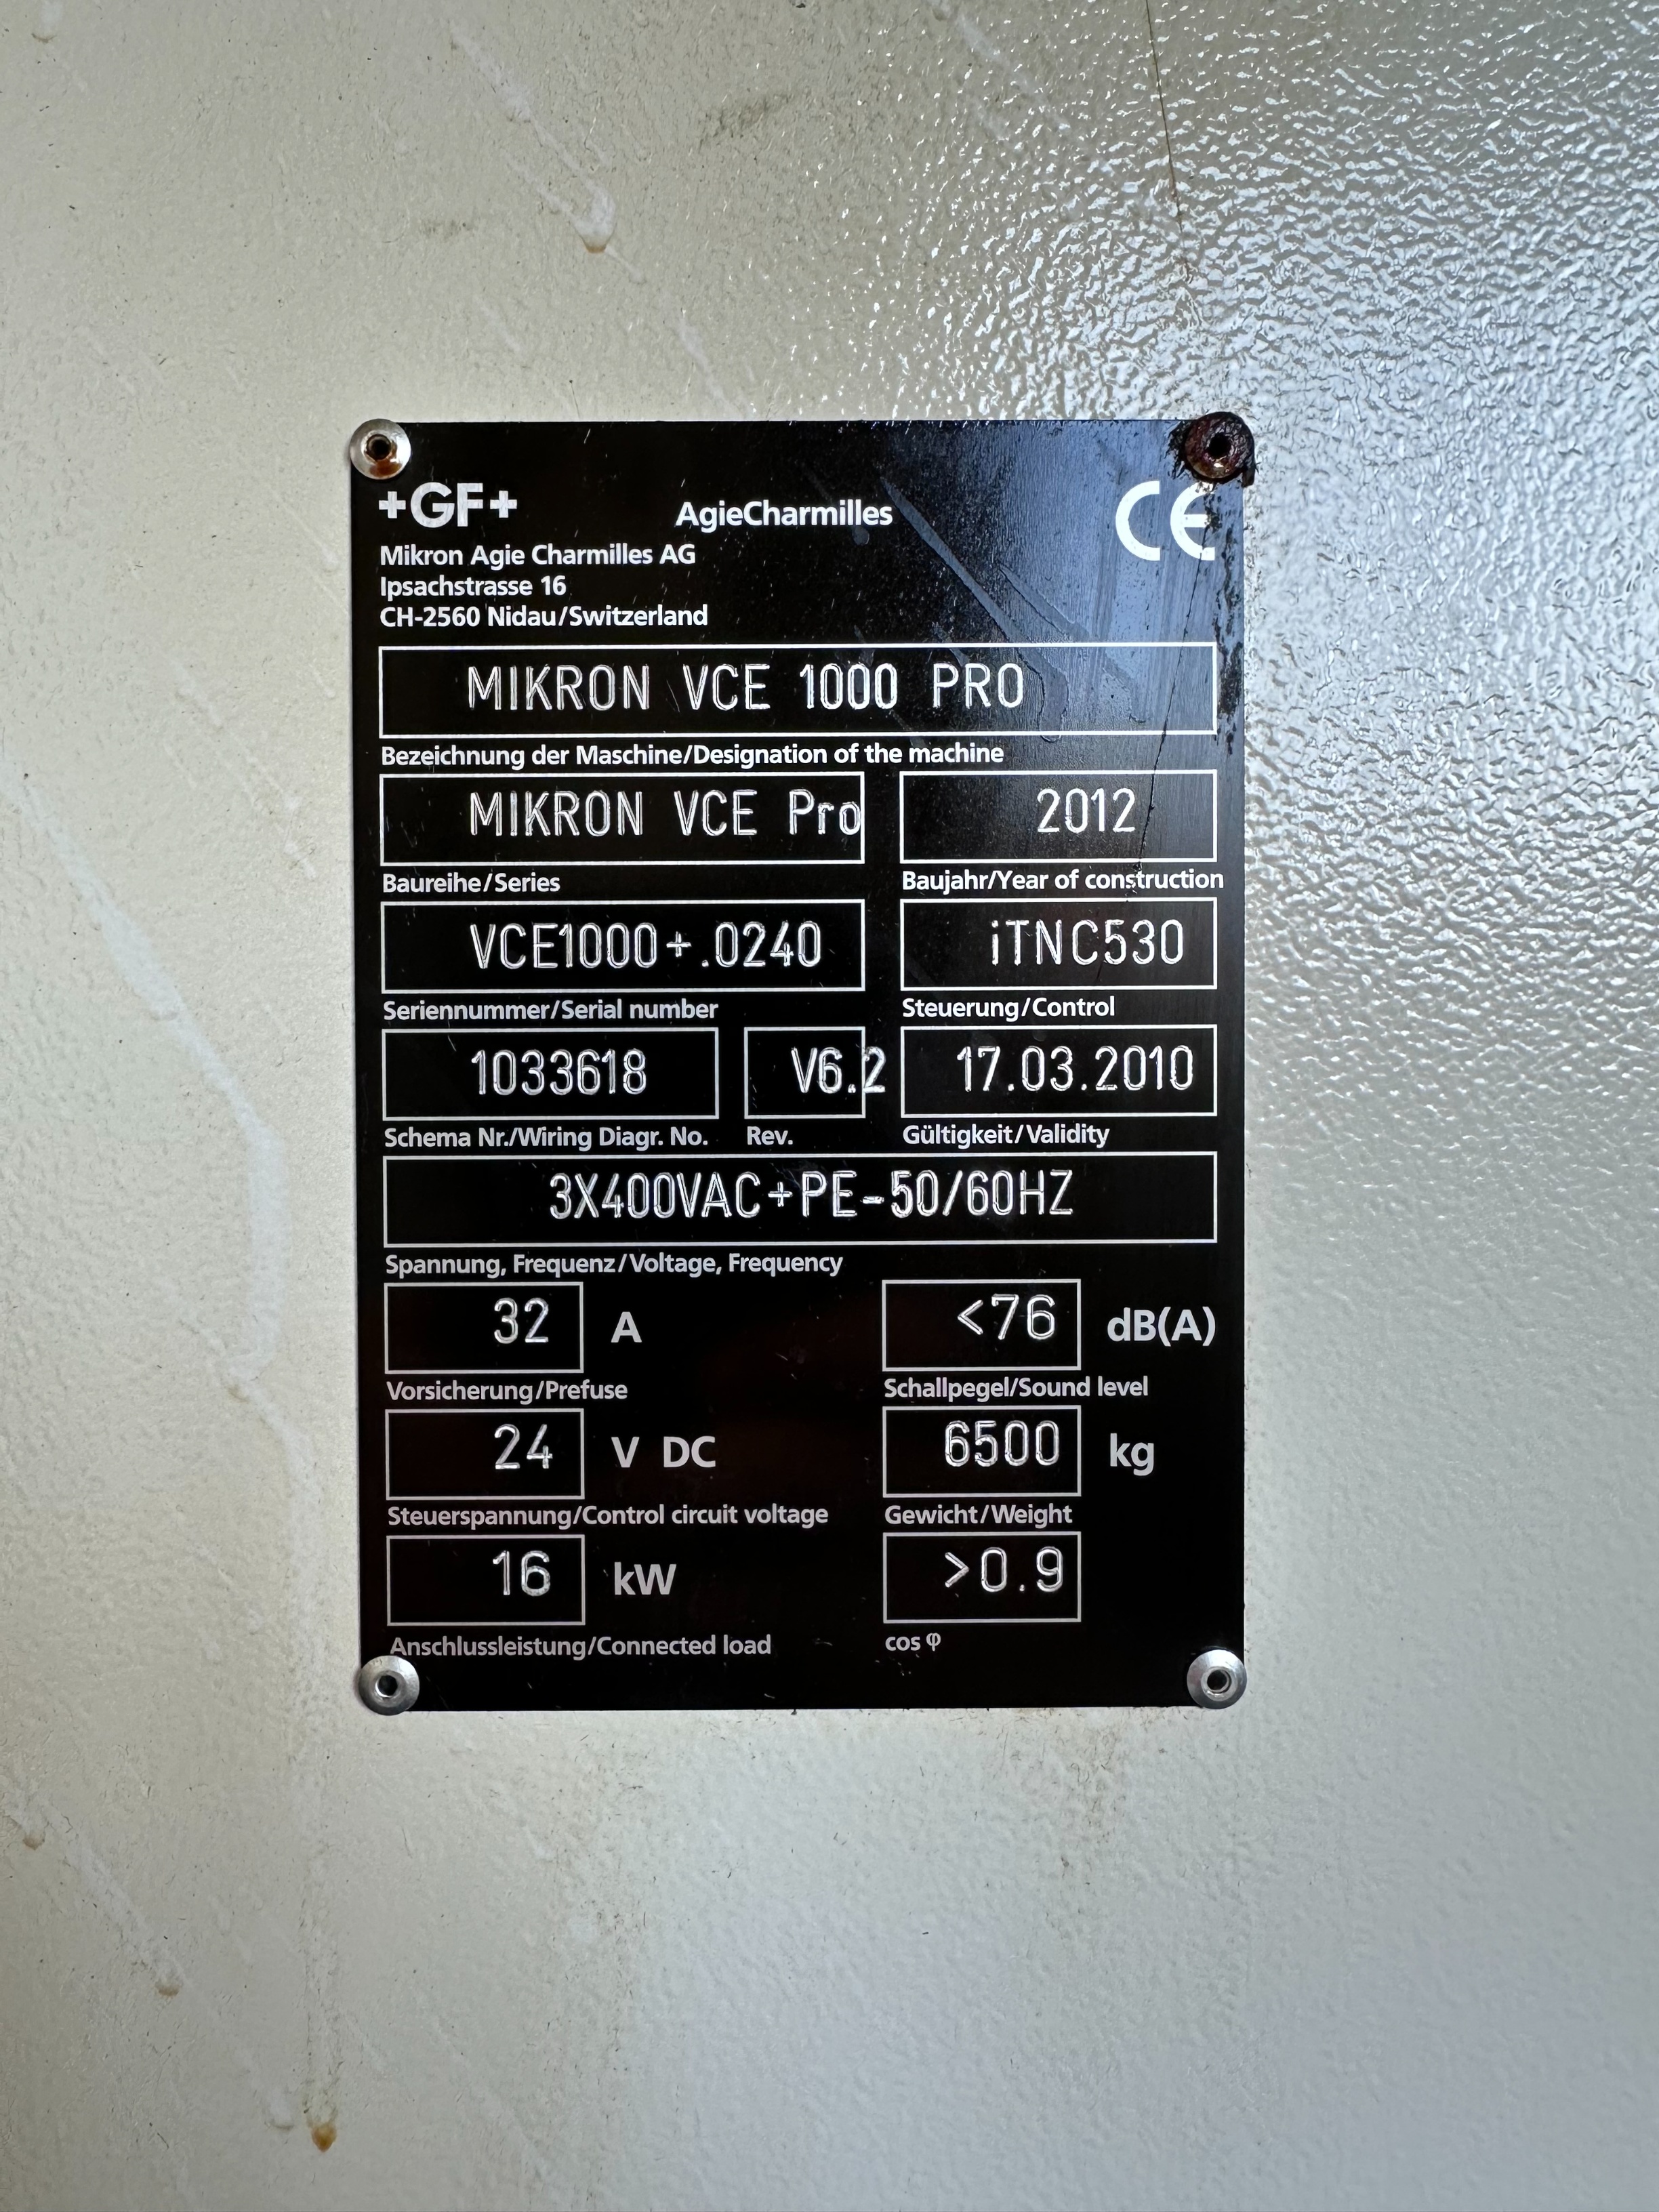 +GF+ AgieCharmilles CE
Mikron Agie Charmilles AG
Ipsachstrasse 16
CH-2560 Nidau/Switzerland
MIKRON VCE 1000 PRO
Bezeichnung der Maschine/Designation of the machine
MIKRON VCE Pro 2012
Baureihe/Series Baujahr/Year of construction
VCE1000+.0240 iTNC530
Seriennummer/Serial number Steuerung/Control
1033618 V6.2 17.03.2010
Schema Nr./Wiring Diagr. No. Rev. Gültigkeit/Validity
3X400VAC+PE-50/60HZ
Spannung, Frequenz/Voltage, Frequency
32 A <76 dB(A)
Vorsicherung/Prefuse Schallpegel/Sound level
24 V DC 6500 kg
Steuerspannung/Control circuit voltage Gewicht/Weight
16 kW >0.9
Anschlussleistung/Connected load cos φ